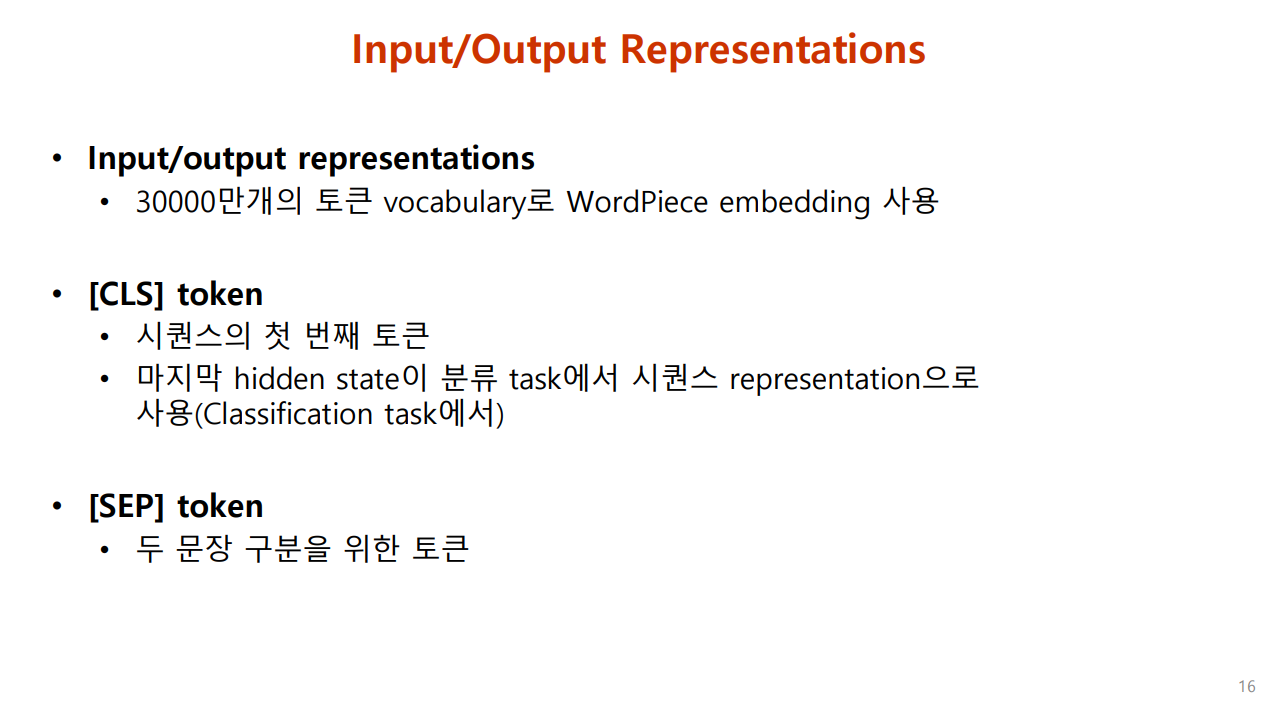 Input/Output Representations
• Input/output representations
• 30000만개의 토큰 vocabulary로 WordPiece embedding 사용
• [CLS] token
• 시퀀스의 첫 번째 토큰
• 마지막 hidden state이 분류 task에서 시퀀스 representation으로
사용(Classification task에서)
• [SEP] token
• 두 문장 구분을 위한 토큰
16